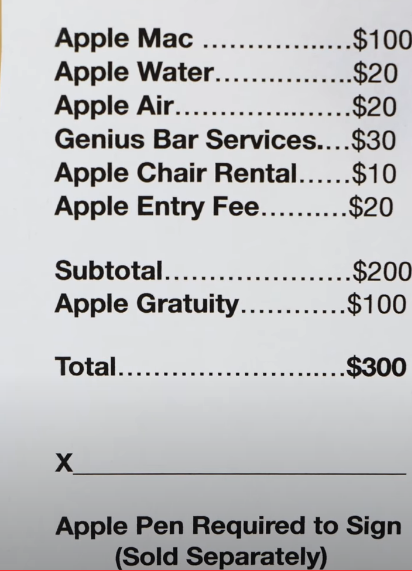 Apple Mac ..................$100
Apple Water................$20
Apple Air.....................$20
Genius Bar Services....$30
Apple Chair Rental......$10
Apple Entry Fee..........$20
Subtotal......................$200
Apple Gratuity............$100
Total..........................$300
X______________________
Apple Pen Required to Sign
(Sold Separately)